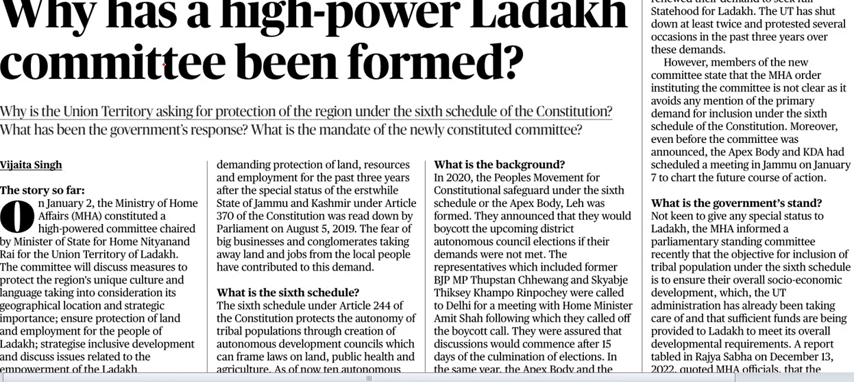 Why has a high-power Ladakh
committee been formed?
Why is the Union Territory asking for protection of the region under the sixth schedule of the Constitution?
What has been the government's response? What is the mandate of the newly constituted committee?
Vijaita Singh
The story so far:
On January 2, the Ministry of Home
Affairs (MHA) constituted a
high-powered committee chaired
by Minister of State for Home Nityanand
Rai for the Union Territory of Ladakh.
The committee will discuss measures to
protect the region's unique culture and
language taking into consideration its
geographical location and strategic
importance; ensure protection of land
and employment for the people of
Ladakh; strategise inclusive development
and discuss issues related to the
empowerment of the Ladakh
demanding protection of land, resources
and employment for the past three years
after the special status of the erstwhile
State of Jammu and Kashmir under Article
370 of the Constitution was read down by
Parliament on August 5, 2019. The fear of
big businesses and conglomerates taking
away land and jobs from the local people
have contributed to this demand.
What is the sixth schedule?
The sixth schedule under Article 244 of
the Constitution protects the autonomy of
tribal populations through creation of
autonomous development councils which
can frame laws on land, public health and
agriculture. As of now ten autonomous
What is the background?
In 2020, the Peoples Movement for
Constitutional safeguard under the sixth
schedule or the Apex Body, Leh was
formed. They announced that they would
boycott the upcoming district
autonomous council elections if their
demands were not met. The
representatives which included former
BJP MP Thupstan Chhewang and Skyabje
Thiksey Khampo Rinpochey were called
to Delhi for a meeting with Home Minister
Amit Shah following which they called off
the boycott call. They were assured that
discussions would commence after 15
days of the culmination of elections. In
the same year, the Apex Body and the
renewed their demand to seek full
Statehood for Ladakh. The UT has shut
down at least twice and protested several
occasions in the past three years over
these demands.
However, members of the new
committee state that the MHA order
instituting the committee is not clear as it
avoids any mention of the primary
demand for inclusion under the sixth
schedule of the Constitution. Moreover,
even before the committee was
announced, the Apex Body and KDA had
scheduled a meeting in Jammu on January
7 to chart the future course of action.
What is the government's stand?
Not keen to give any special status to
Ladakh, the MHA informed a
parliamentary standing committee
recently that the objective for inclusion of
tribal population under the sixth schedule
is to ensure their overall socio-economic
development, which, the UT
administration has already been taking
care of and that sufficient funds are being
provided to Ladakh to meet its overall
developmental requirements. A report
tabled in Rajya Sabha on December 13,
2022, quoted MHA officials, that the